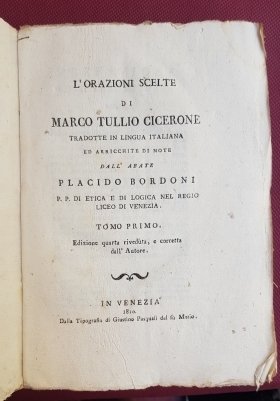 L'ORAZIONI SCELTE
DI
MARCO TULLIO CICERONE
TRADOTTE IN LINGUA ITALIANA
ED ARRICCHITE DI NOTE
DALL' ABATE
PLACIDO BORDONI
P. P. DI ETICA E DI LOGICA NEL REGIO
LICEO DI VENEZIA.
TOMO PRIMO.
Edizione quarta riveduta, e corretta
dall' Autore.
IN VENEZIA
1810.
Dalla Tipografia di Giustino Pasquali del fu Mario.